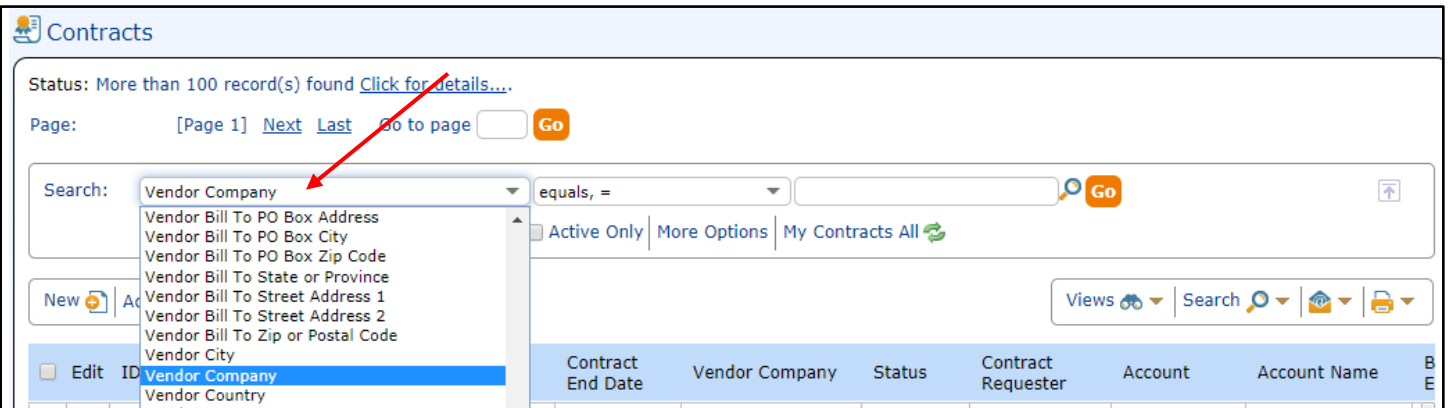 Contracts
Status: More than 100 record(s) found Click for details....
Page: [Page 1] Next Last Go to page Go
Search: Vendor Company equals, = Go
Vendor Bill To PO Box Address
Vendor Bill To PO Box City
Active Only More Options My Contracts All
Vendor Bill To PO Box Zip Code
Vendor Bill To State or Province
New Ad Vendor Bill To Street Address 1 Views Search
Vendor Bill To Street Address 2
Vendor Bill To Zip or Postal Code
Vendor City
Edit ID Vendor Company Contract End Date Vendor Company Status Contract Requester Account Account Name
Vendor Country